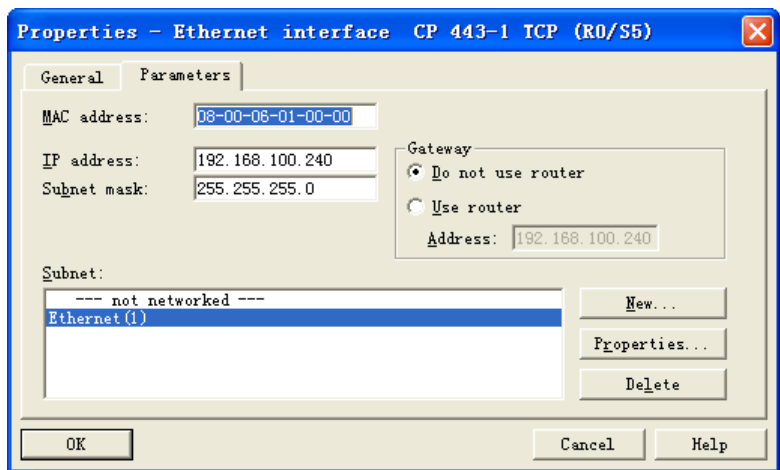 Properties - Ethernet interface  CP 443-1 TCP (R0/S5)
General
Parameters
MAC address:
08-00-06-01-00-00
IP address:
192.168.100.240
Subnet mask:
255.255.255.0
Gateway
Do not use router
Use router
Address:
192.168.100.240
Subnet:
--- not networked ---
Ethernet(1)
New...
Properties...
Delete
OK
Cancel
Help